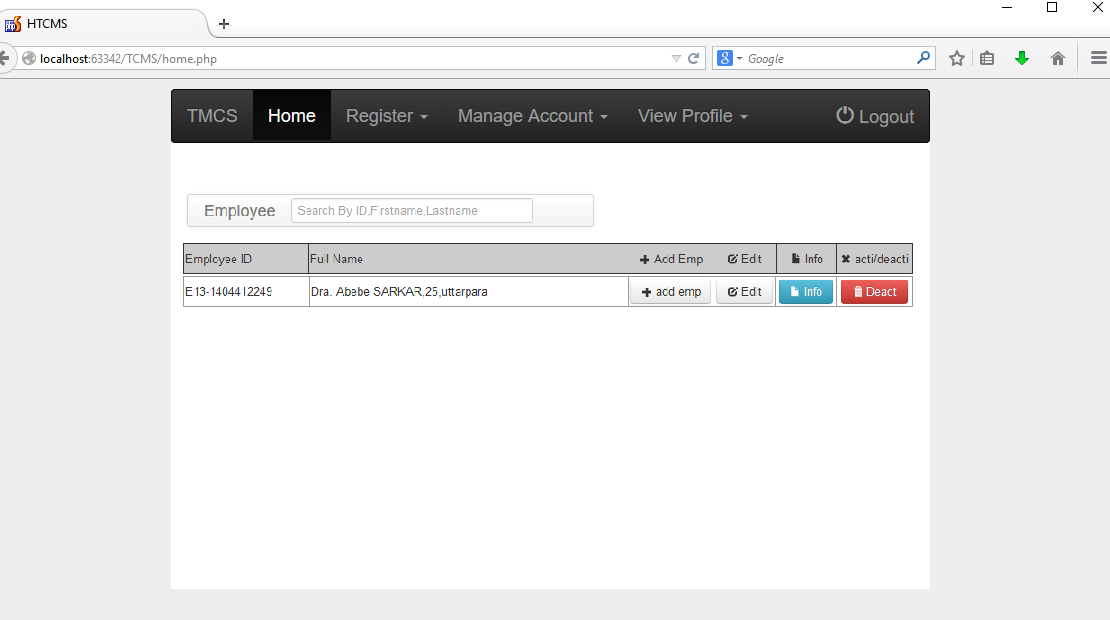 HTCMS
localhost:63342/TCMS/home.php
Google
TMCS Home Register Manage Account View Profile Logout
Employee Search By ID,Firstname,Lastname
Employee ID Full Name Add Emp Edit Info acti/deacti
E13-1404412249 Dra. Abebe SARKAR,25,uttarpara add emp Edit Info Deact